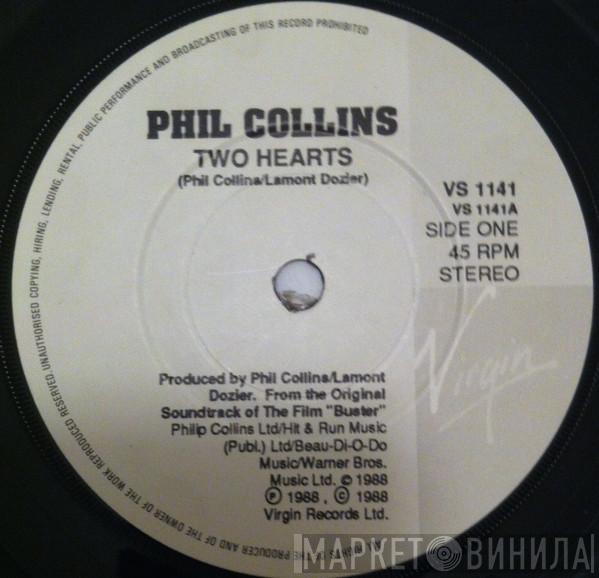 ALL RIGHTS OF THE PRODUCER AND OF THE OWNER OF THE WORK REPRODUCED RESERVED. UNAUTHORISED COPYING, HIRING, LENDING, RENTAL, PUBLIC PERFORMANCE AND BROADCASTING OF THIS RECORD PROHIBITED
PHIL COLLINS
TWO HEARTS
(Phil Collins/Lamont Dozier)
VS 1141
VS 1141A
SIDE ONE
45 RPM
STEREO
Virgin
Produced by Phil Collins/Lamont
Dozier. From the Original
Soundtrack of The Film "Buster"
Philip Collins Ltd/Hit & Run Music
(Publ.) Ltd/Beau-Di-O-Do
Music/Warner Bros.
Music Ltd. © 1988
℗ 1988 , © 1988
Virgin Records Ltd.
МАРКЕТ ВИНИЛА